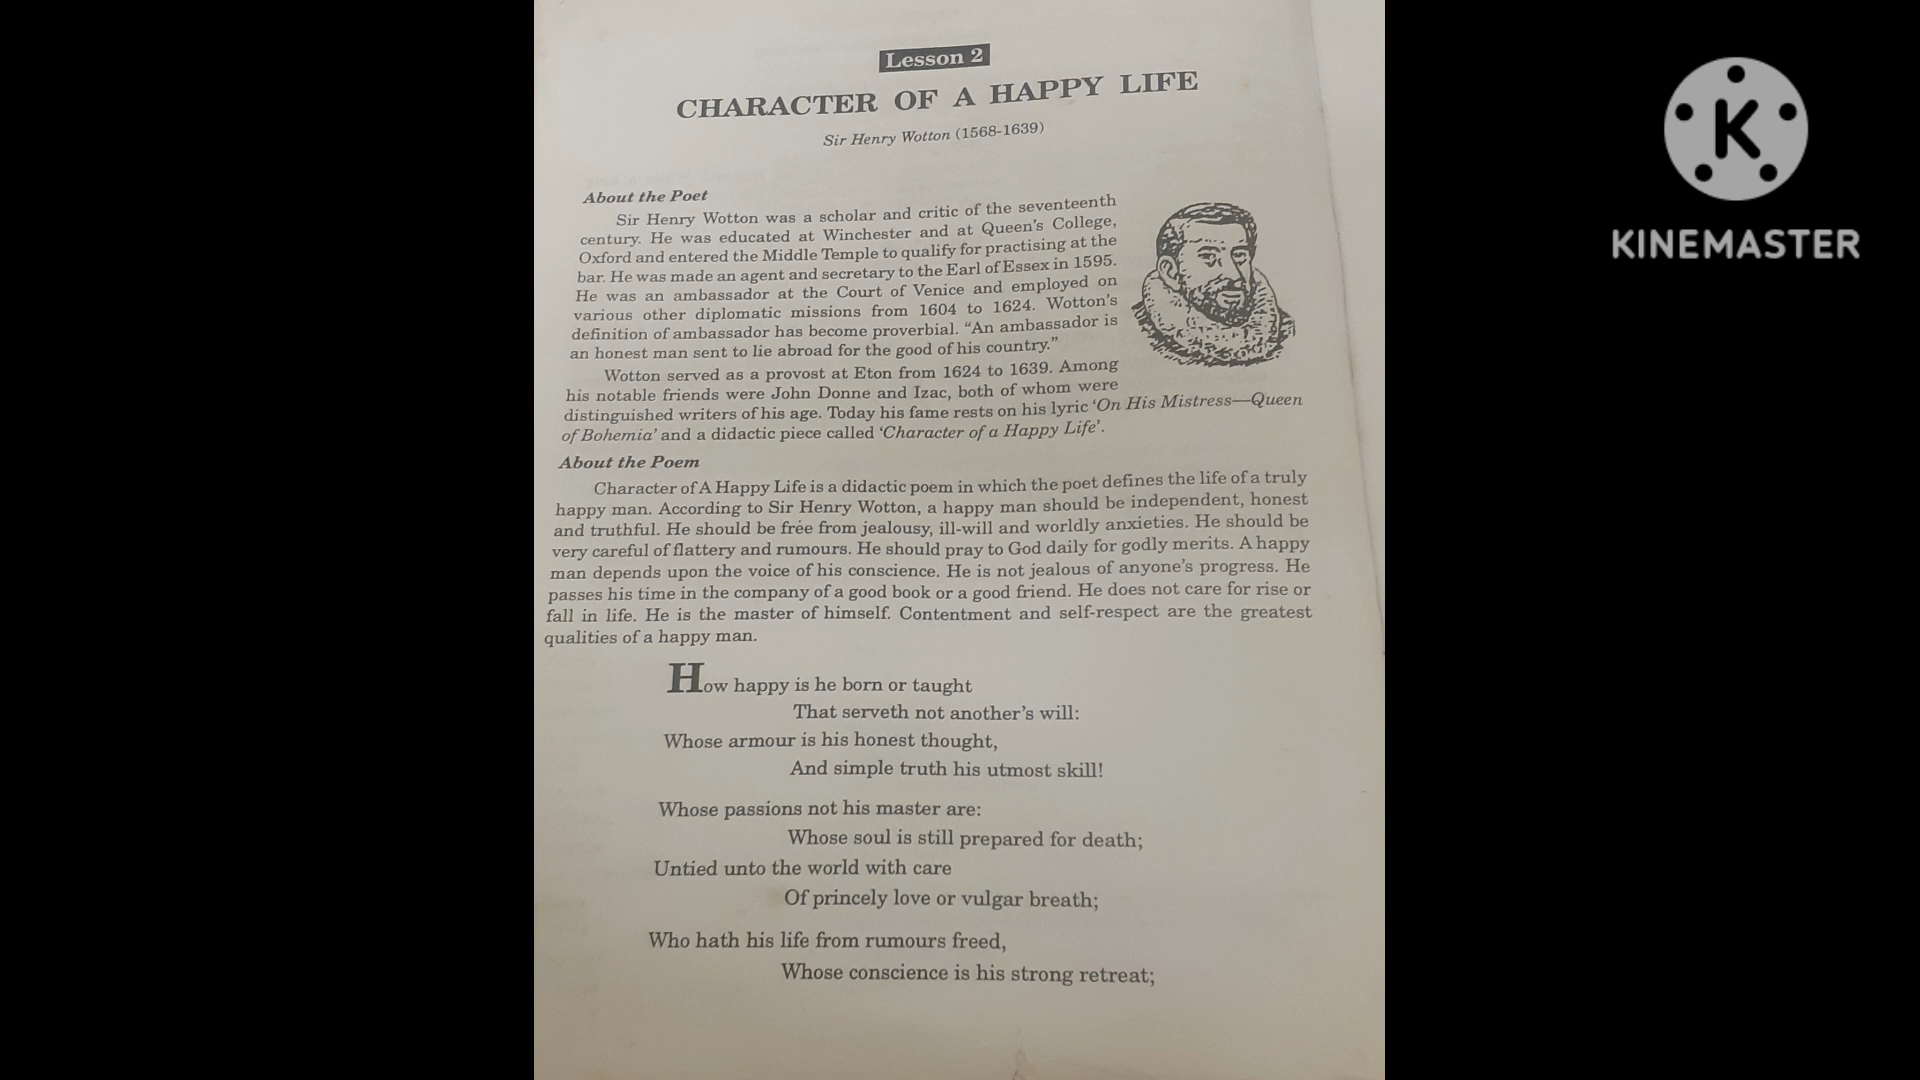 Lesson 2
CHARACTER OF A HAPPY LIFE
Sir Henry Wotton (1568-1639)
About the Poet
Sir Henry Wotton was a scholar and critic of the seventeenth
century. He was educated at Winchester and at Queen's College,
Oxford and entered the Middle Temple to qualify for practising at the
bar. He was made an agent and secretary to the Earl of Essex in 1595.
He was an ambassador at the Court of Venice and employed on
various other diplomatic missions from 1604 to 1624. Wotton's
definition of ambassador has become proverbial. “An ambassador is
an honest man sent to lie abroad for the good of his country.”
Wotton served as a provost at Eton from 1624 to 1639. Among
his notable friends were John Donne and Izac, both of whom were
distinguished writers of his age. Today his fame rests on his lyric ‘On His Mistress—Queen
of Bohemia’ and a didactic piece called ‘Character of a Happy Life’.
About the Poem
Character of A Happy Life is a didactic poem in which the poet defines the life of a truly
happy man. According to Sir Henry Wotton, a happy man should be independent, honest
and truthful. He should be free from jealousy, ill-will and worldly anxieties. He should be
very careful of flattery and rumours. He should pray to God daily for godly merits. A happy
man depends upon the voice of his conscience. He is not jealous of anyone's progress. He
passes his time in the company of a good book or a good friend. He does not care for rise or
fall in life. He is the master of himself. Contentment and self-respect are the greatest
qualities of a happy man.
How happy is he born or taught
That serveth not another's will:
Whose armour is his honest thought,
And simple truth his utmost skill!
Whose passions not his master are:
Whose soul is still prepared for death;
Untied unto the world with care
Of princely love or vulgar breath;
Who hath his life from rumours freed,
Whose conscience is his strong retreat;
K
KINEMASTER